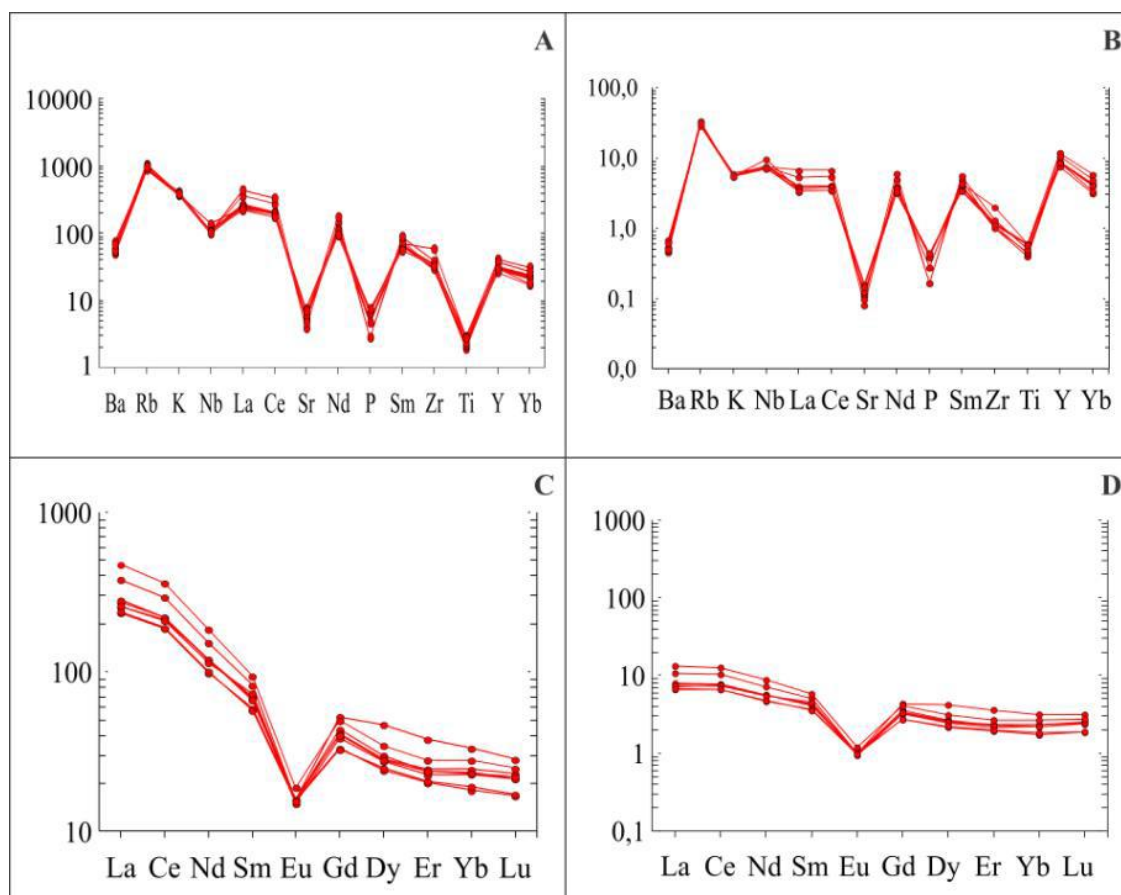 A
10000
1000
100
10
1
Ba Rb K Nb La Ce Sr Nd P Sm Zr Ti Y Yb
B
100,0
10,0
1,0
0,1
0,0
Ba Rb K Nb La Ce Sr Nd P Sm Zr Ti Y Yb
C
1000
100
10
La Ce Nd Sm Eu Gd Dy Er Yb Lu
D
1000
100
10
1
0,1
La Ce Nd Sm Eu Gd Dy Er Yb Lu